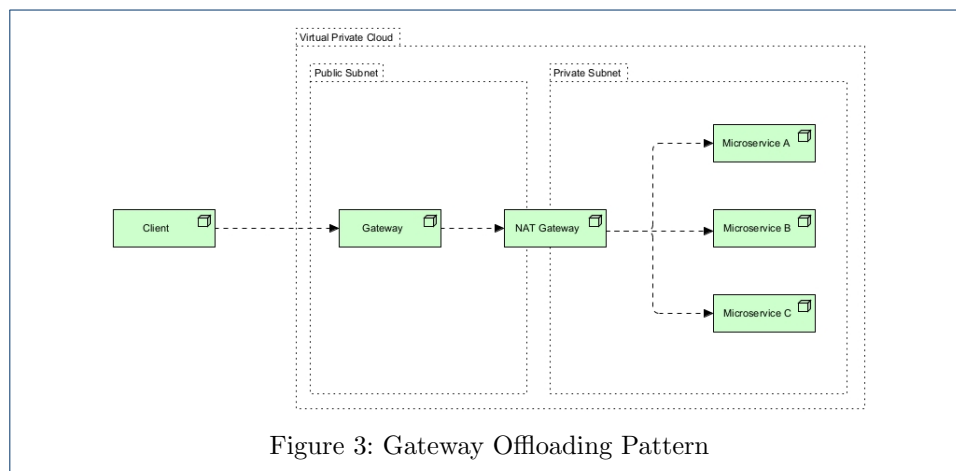 Virtual Private Cloud
Public Subnet
Private Subnet
Microservice A
Client
Gateway
NAT Gateway
Microservice B
Microservice C
Figure 3: Gateway Offloading Pattern